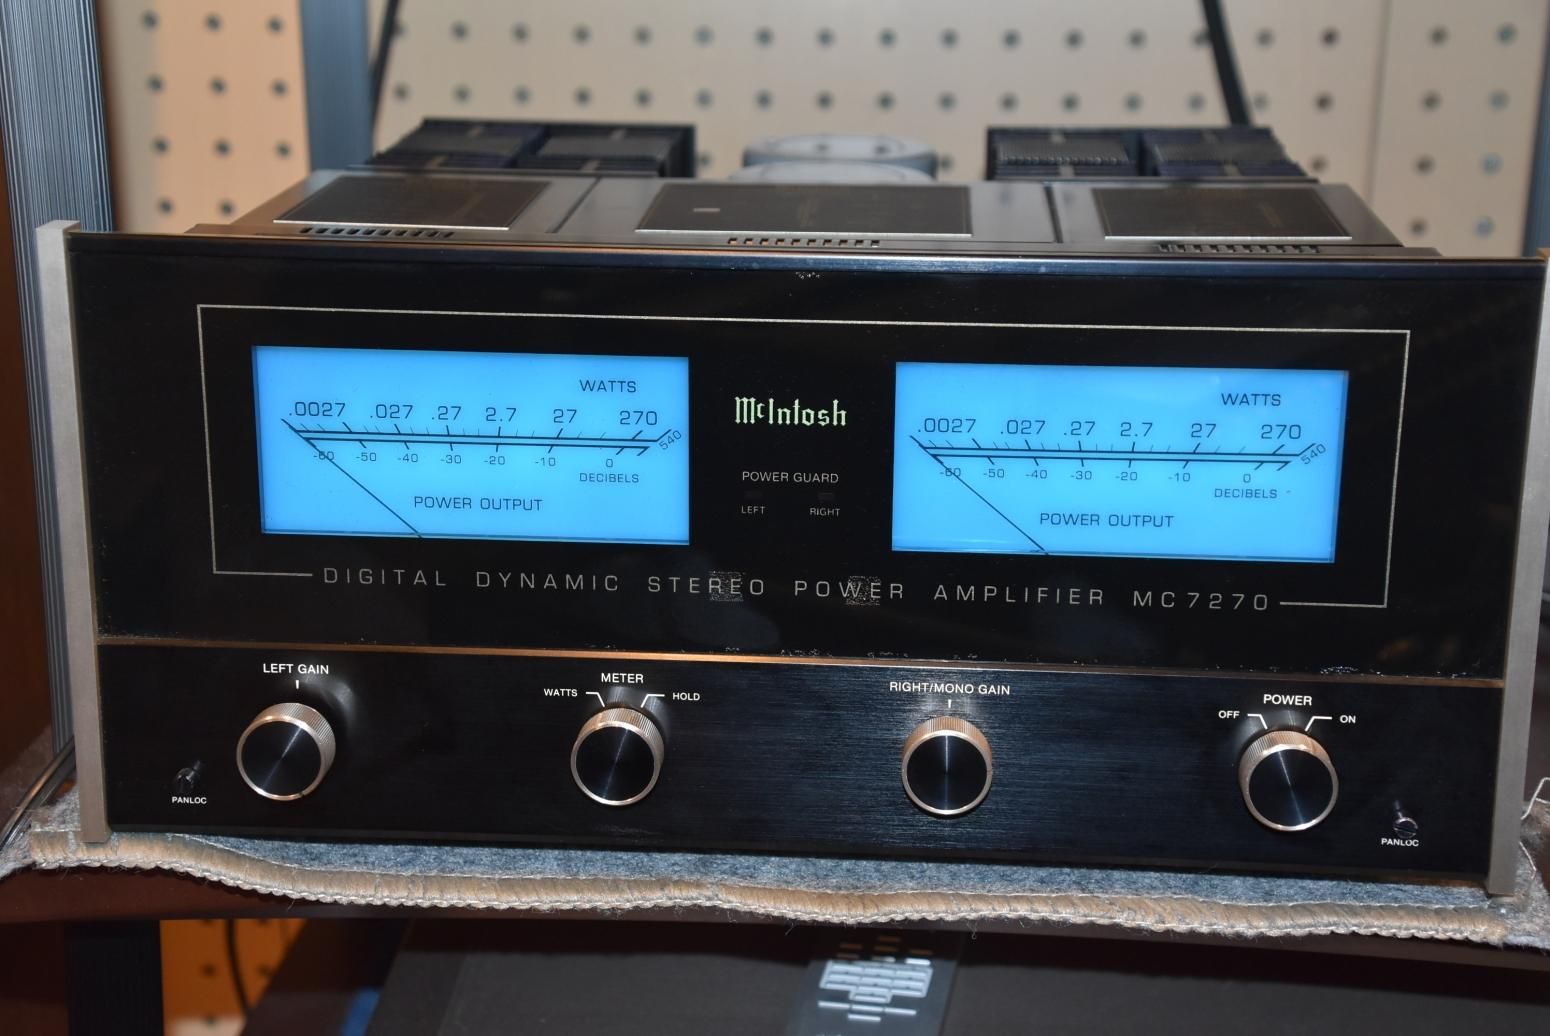 WATTS
.0027 .027 .27 2.7 27 270 540
-60 -50 -40 -30 -20 -10 0
DECIBELS
POWER OUTPUT
McIntosh
POWER GUARD
LEFT RIGHT
WATTS
.0027 .027 .27 2.7 27 270 540
-60 -50 -40 -30 -20 -10 0
DECIBELS
POWER OUTPUT
DIGITAL DYNAMIC STEREO POWER AMPLIFIER MC7270
LEFT GAIN
METER
WATTS HOLD
RIGHT/MONO GAIN
POWER
OFF ON
PANLOC
PANLOC